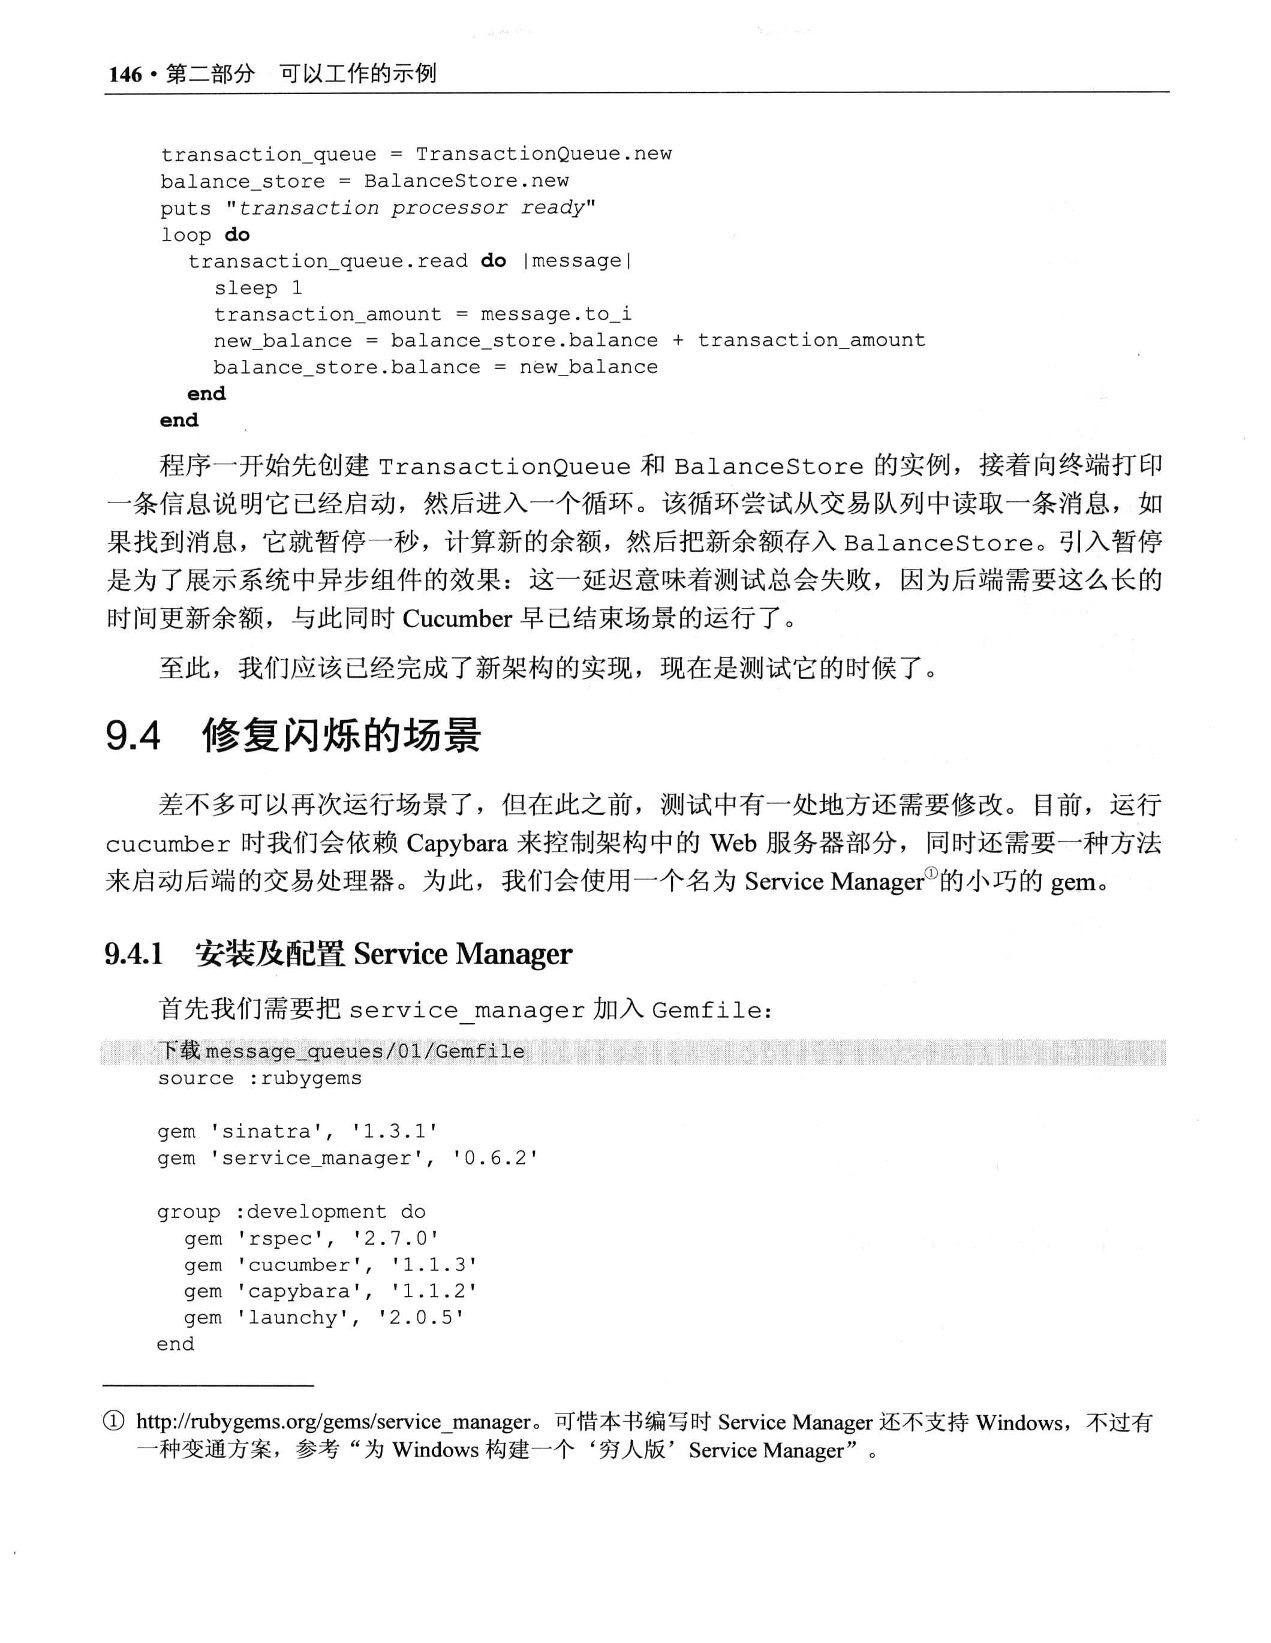 146 • 第二部分 可以工作的示例
transaction_queue = TransactionQueue.new
balance_store = BalanceStore.new
puts "transaction processor ready"
loop do
  transaction_queue.read do |message|
    sleep 1
    transaction_amount = message.to_i
    new_balance = balance_store.balance + transaction_amount
    balance_store.balance = new_balance
  end
end
程序一开始先创建 TransactionQueue 和 BalanceStore 的实例，接着向终端打印
一条信息说明它已经启动，然后进入一个循环。该循环尝试从交易队列中读取一条消息，如
果找到消息，它就暂停一秒，计算新的余额，然后把新余额存入 BalanceStore。引入暂停
是为了展示系统中异步组件的效果：这一延迟意味着测试总会失败，因为后端需要这么长的
时间更新余额，与此同时 Cucumber 早已结束场景的运行了。
至此，我们应该已经完成了新架构的实现，现在是测试它的时候了。
9.4 修复闪烁的场景
差不多可以再次运行场景了，但在此之前，测试中有一处地方还需要修改。目前，运行
cucumber 时我们会依赖 Capybara 来控制架构中的 Web 服务器部分，同时还需要一种方法
来启动后端的交易处理器。为此，我们会使用一个名为 Service Manager①的小巧的 gem。
9.4.1 安装及配置 Service Manager
首先我们需要把 service_manager 加入 Gemfile:
下载 message_queues/01/Gemfile
source :rubygems
gem 'sinatra', '1.3.1'
gem 'service_manager', '0.6.2'
group :development do
  gem 'rspec', '2.7.0'
  gem 'cucumber', '1.1.3'
  gem 'capybara', '1.1.2'
  gem 'launchy', '2.0.5'
end
① http://rubygems.org/gems/service_manager。可惜本书编写时 Service Manager 还不支持 Windows，不过有
一种变通方案，参考“为 Windows 构建一个‘穷人版’Service Manager”。